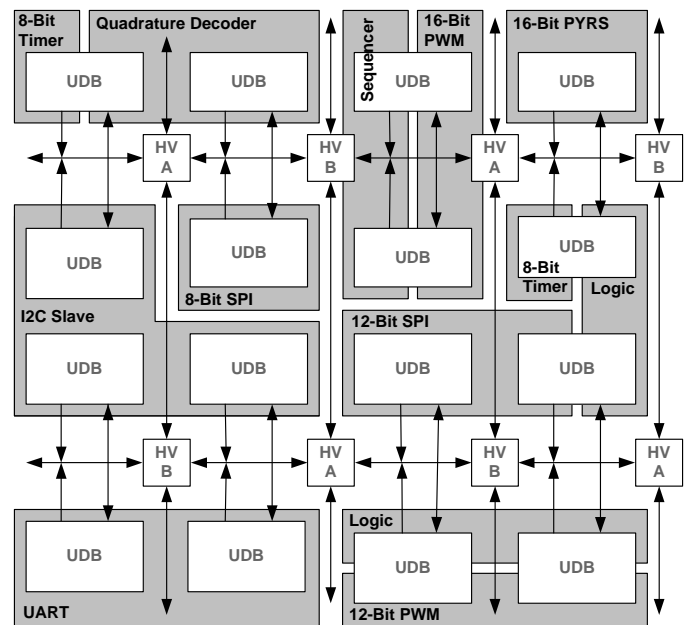 8-Bit
Timer
Quadrature Decoder
Sequencer
16-Bit
PWM
16-Bit PYRS
UDB
UDB
UDB
UDB
HV
A
HV
B
HV
A
HV
B
UDB
UDB
UDB
UDB
8-Bit SPI
8-Bit
Timer
Logic
I2C Slave
12-Bit SPI
UDB
UDB
UDB
UDB
HV
B
HV
A
HV
B
HV
A
Logic
UDB
UDB
UDB
UDB
UART
12-Bit PWM